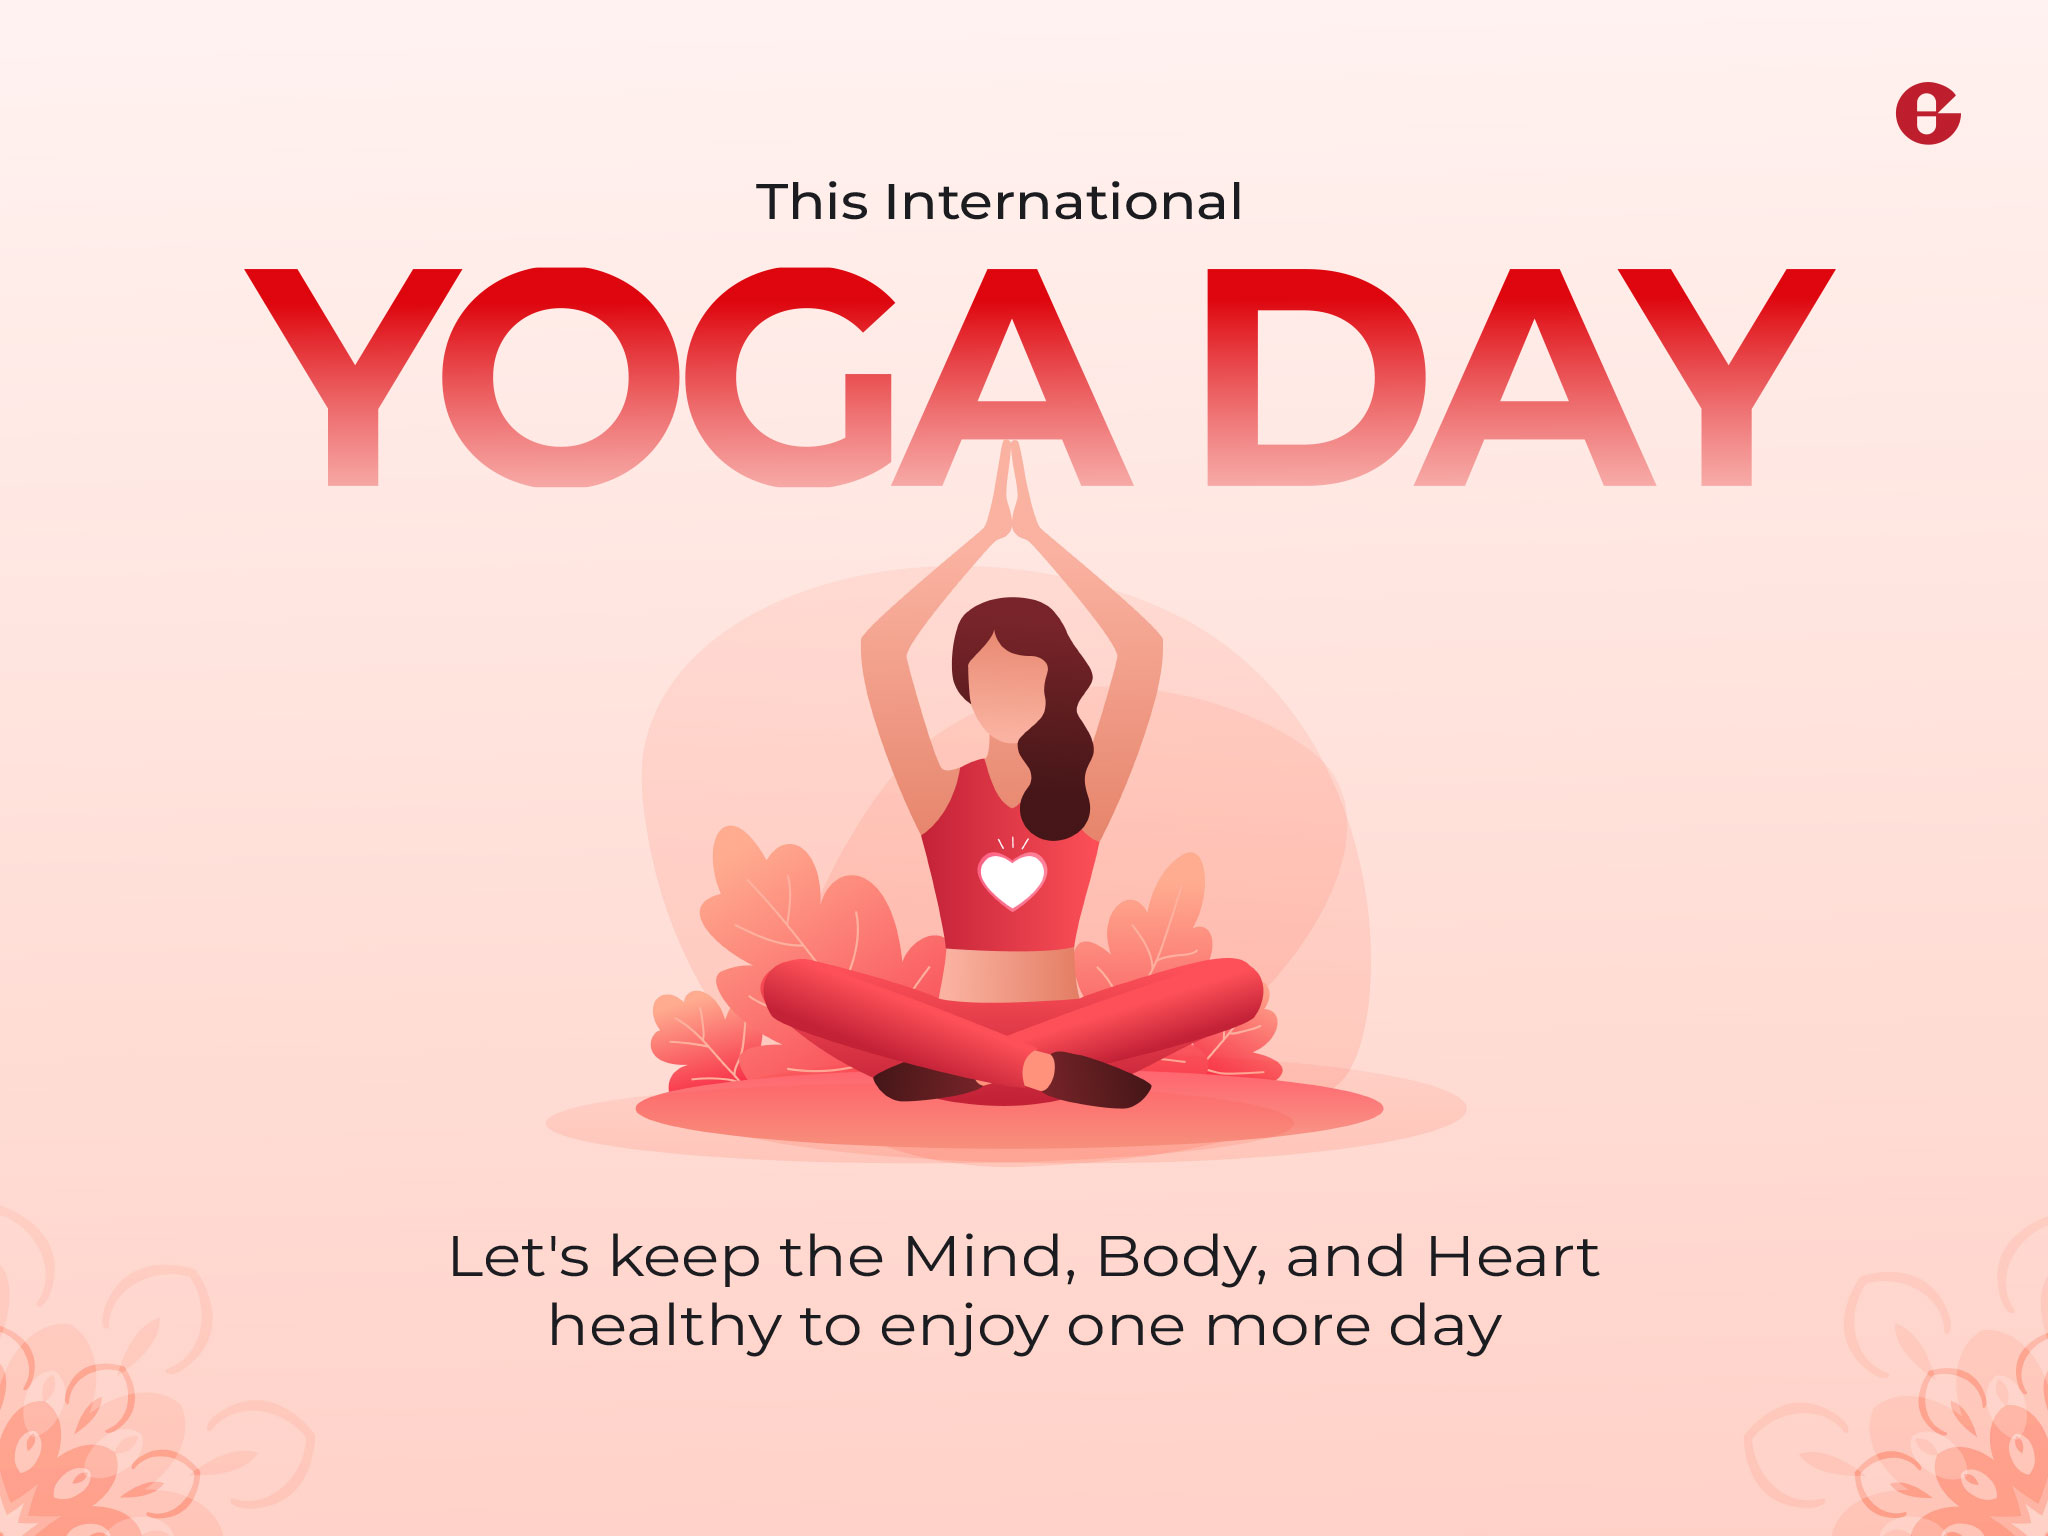 This International
YOGA DAY
Let's keep the Mind, Body, and Heart
healthy to enjoy one more day